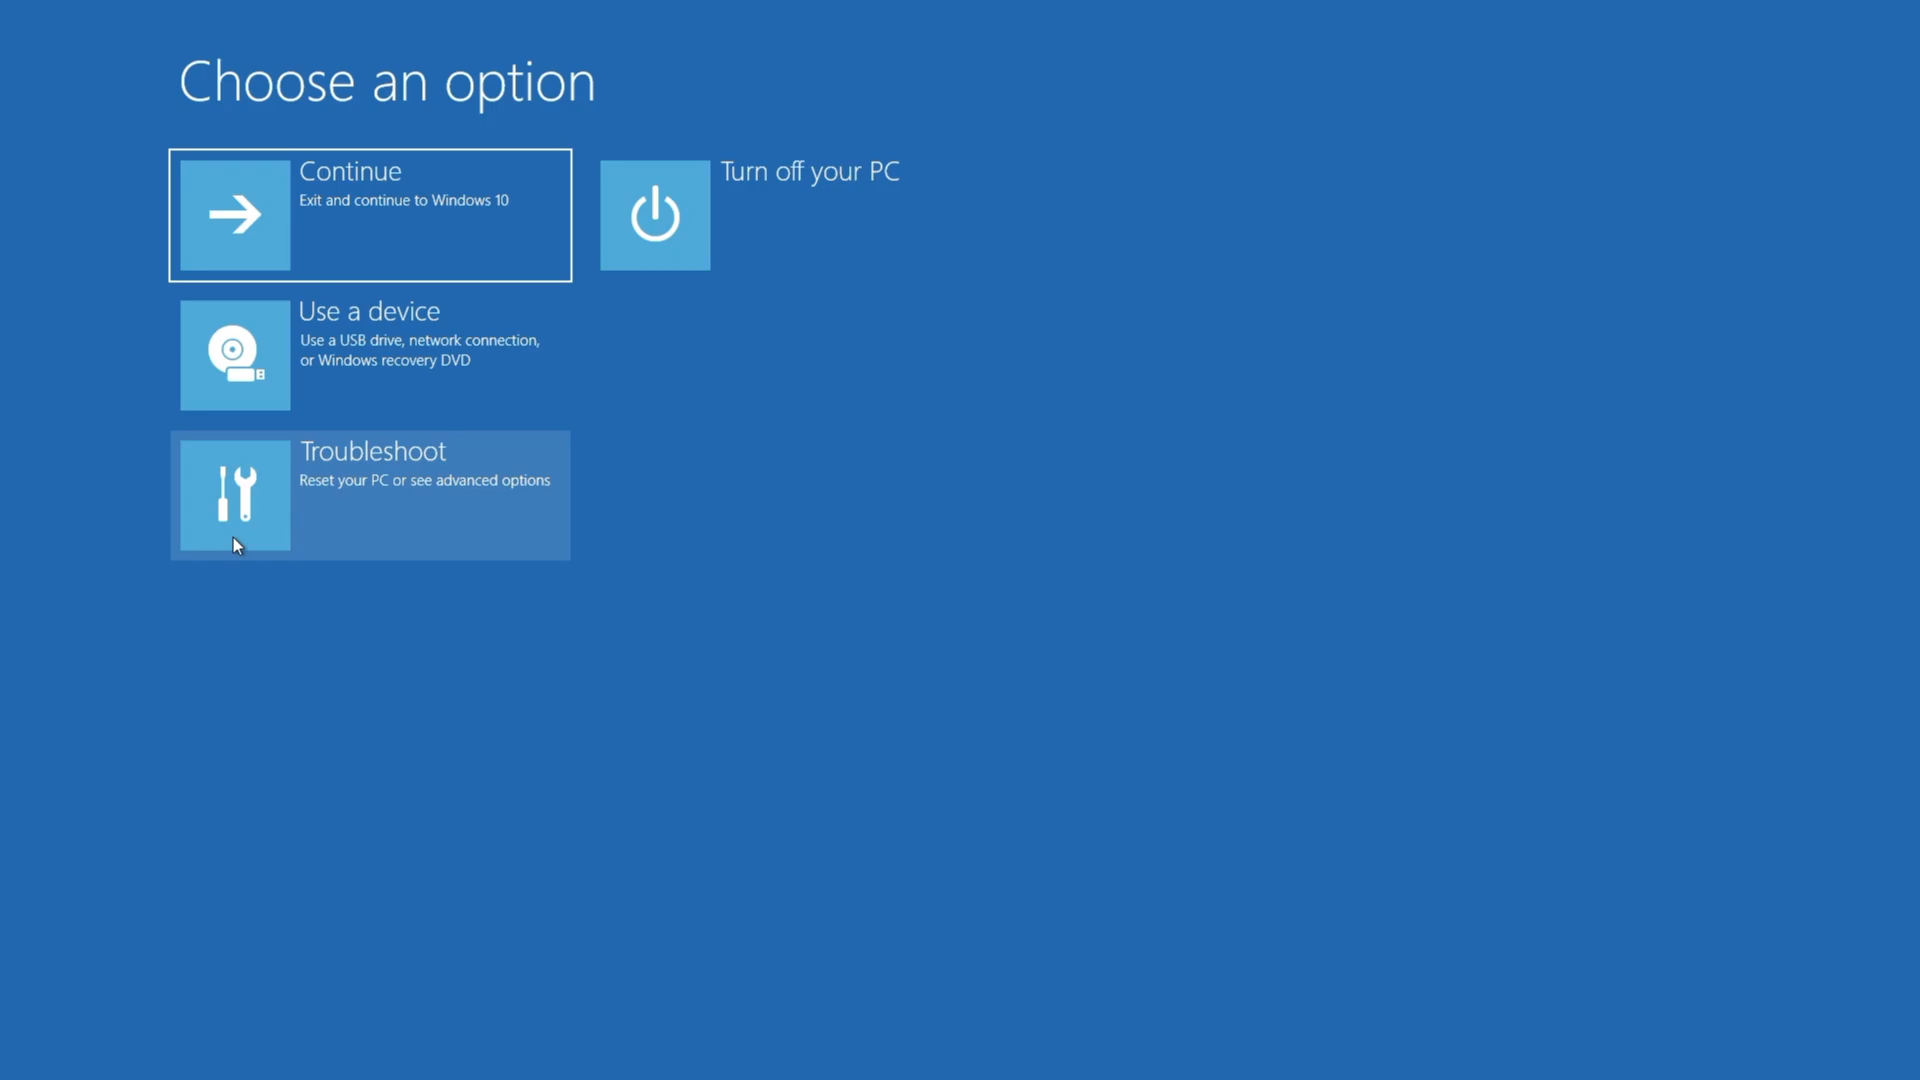 Choose an option
Continue
Exit and continue to Windows 10
Turn off your PC
Use a device
Use a USB drive, network connection,
or Windows recovery DVD
Troubleshoot
Reset your PC or see advanced options